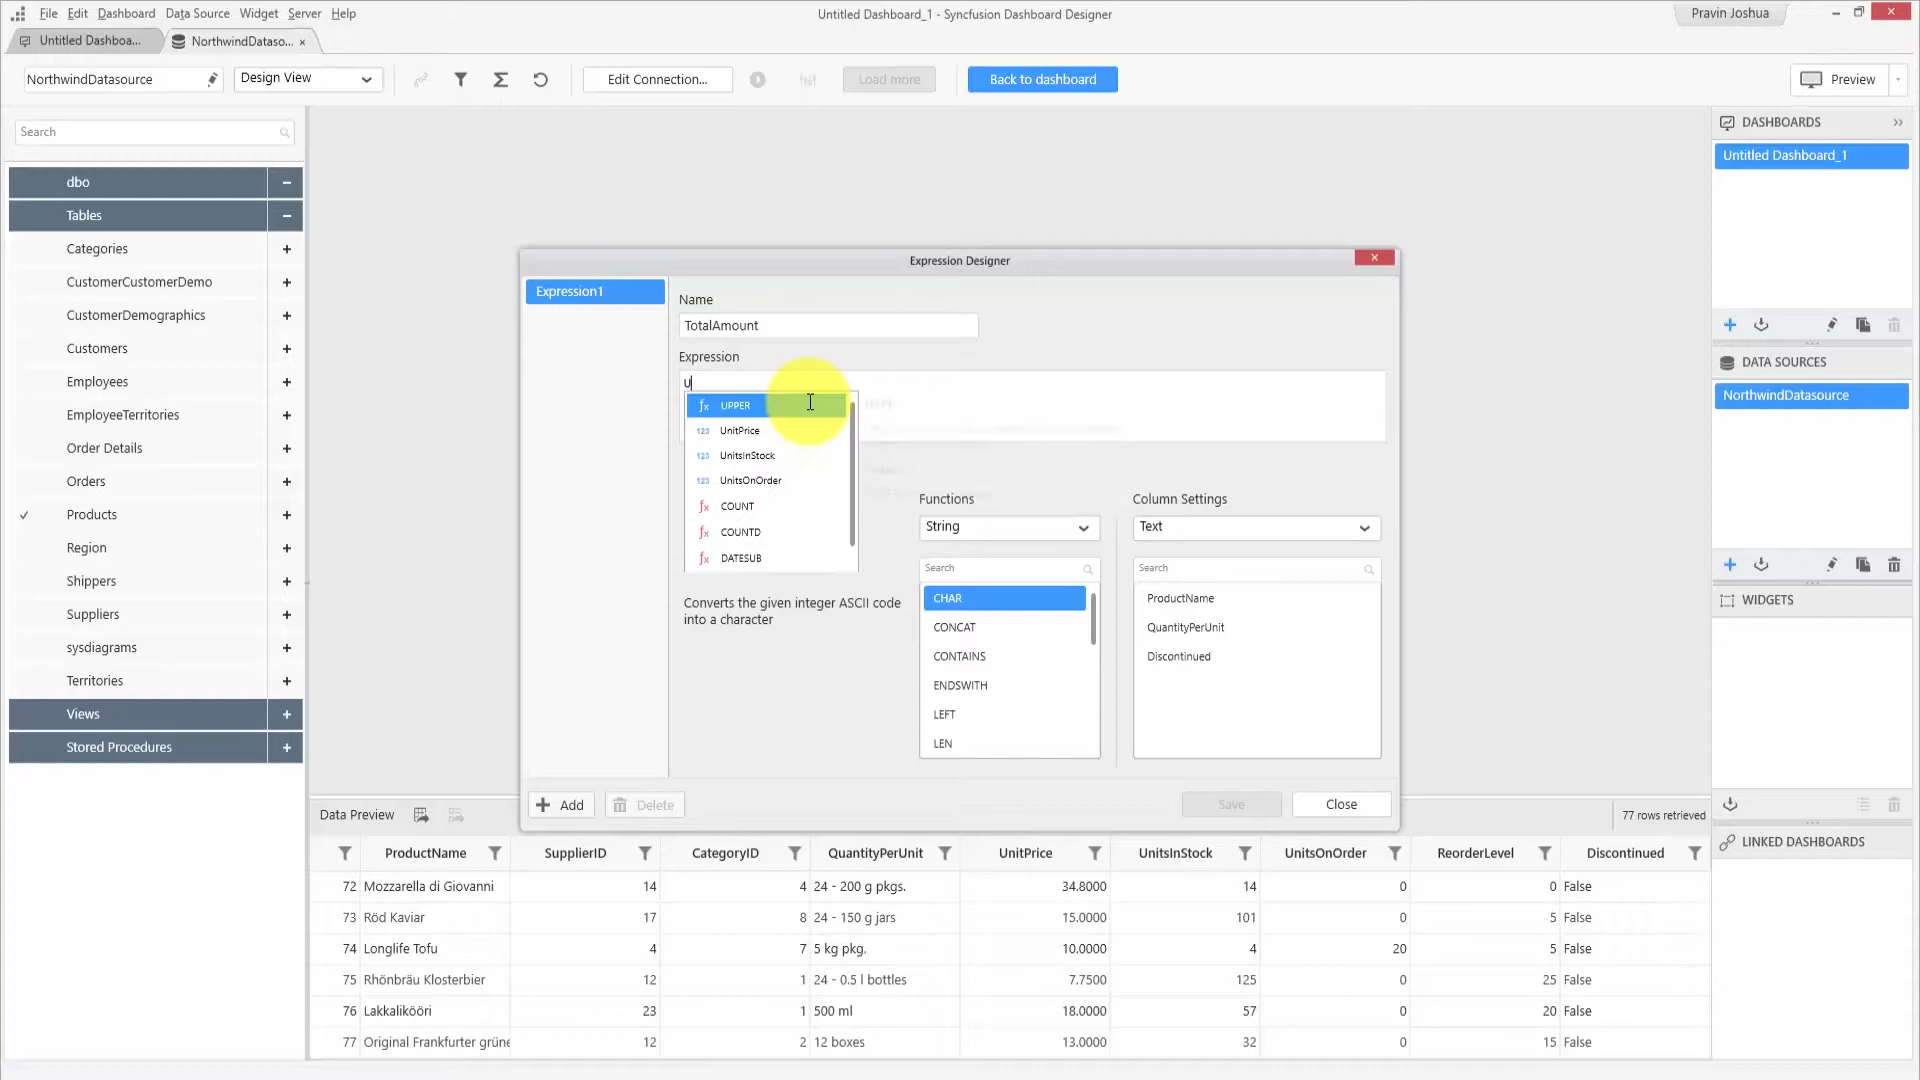 File Edit Dashboard Data Source Widget Server Help
Untitled Dashboard_1 - Syncfusion Dashboard Designer
Pravin Joshua
Untitled Dashboa...
NorthwindDataso... ×
NorthwindDatasource
Design View
Edit Connection...
Load more
Back to dashboard
Preview
Search
dbo
Tables
Categories
CustomerCustomerDemo
CustomerDemographics
Customers
Employees
EmployeeTerritories
Order Details
Orders
Products
Region
Shippers
Suppliers
sysdiagrams
Territories
Views
Stored Procedures
Expression Designer
Expression1
Name
TotalAmount
Expression
U
fx UPPER
123 UnitPrice
123 UnitsInStock
123 UnitsOnOrder
fx COUNT
fx COUNTD
fx DATESUB
Converts the given integer ASCII code
into a character
Functions
String
Search
CHAR
CONCAT
CONTAINS
ENDSWITH
LEFT
LEN
Column Settings
Text
Search
ProductName
QuantityPerUnit
Discontinued
Add
Delete
Save
Close
DASHBOARDS
Untitled Dashboard_1
DATA SOURCES
NorthwindDatasource
WIDGETS
LINKED DASHBOARDS
Data Preview
77 rows retrieved
ProductName SupplierID CategoryID QuantityPerUnit UnitPrice UnitsInStock UnitsOnOrder ReorderLevel Discontinued
72 Mozzarella di Giovanni 14 4 24 - 200 g pkgs. 34.8000 14 0 0 False
73 Röd Kaviar 17 8 24 - 150 g jars 15.0000 101 0 5 False
74 Longlife Tofu 4 7 5 kg pkg. 10.0000 4 20 5 False
75 Rhönbräu Klosterbier 12 1 24 - 0.5 l bottles 7.7500 125 0 25 False
76 Lakkalikööri 23 1 500 ml 18.0000 57 0 20 False
77 Original Frankfurter grüne 12 2 12 boxes 13.0000 32 0 15 False